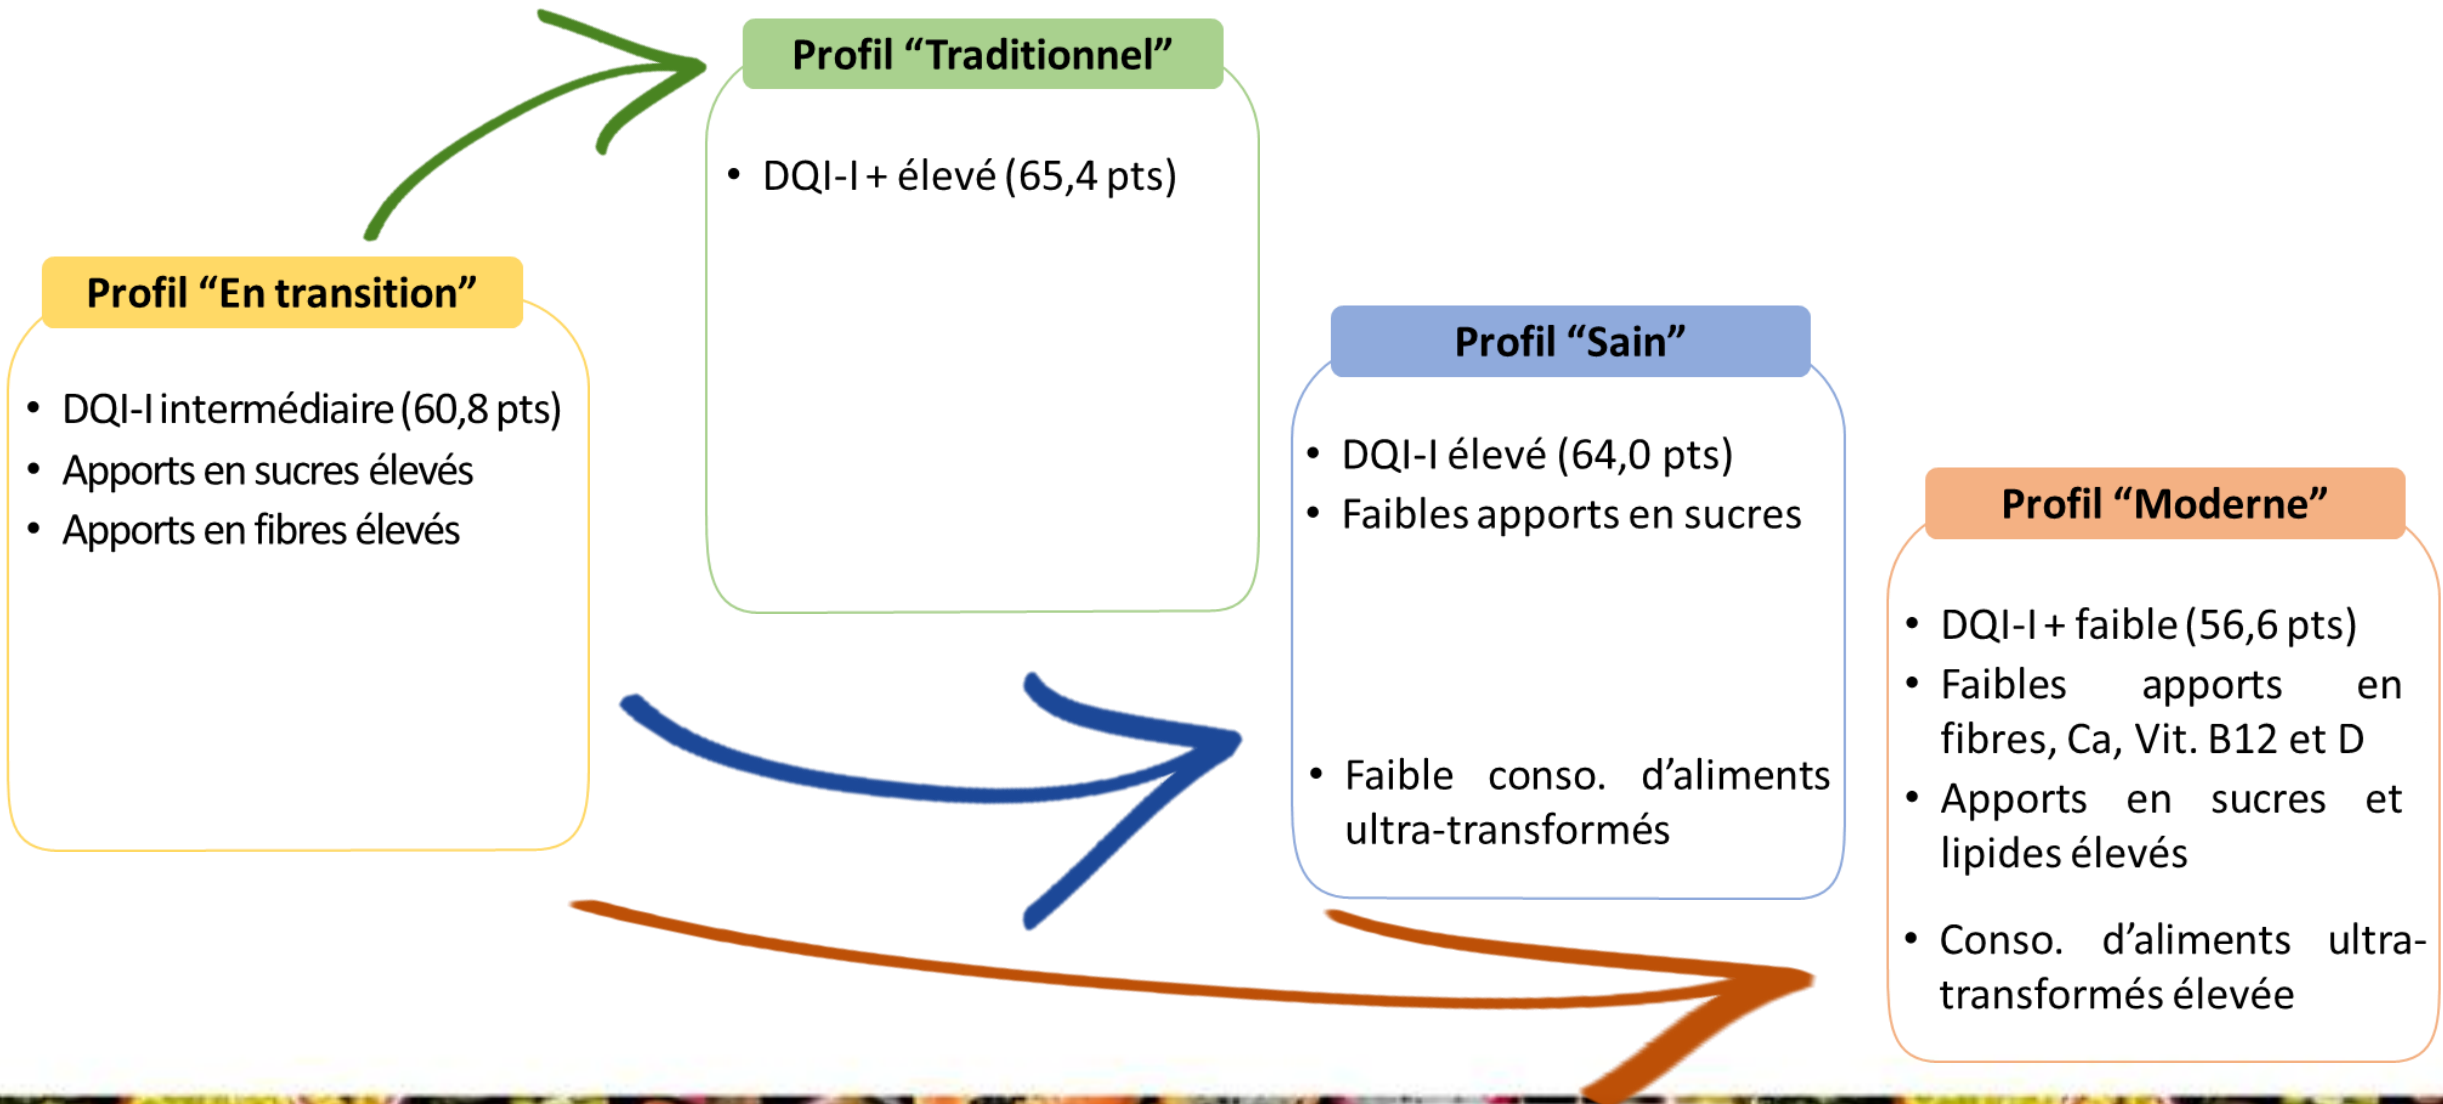 Profil “Traditionnel”
• DQI-I + élevé (65,4 pts)
Profil “En transition”
• DQI-I intermédiaire (60,8 pts)
• Apports en sucres élevés
• Apports en fibres élevés
Profil “Sain”
• DQI-I élevé (64,0 pts)
• Faibles apports en sucres
• Faible conso. d’aliments
ultra-transformés
Profil “Moderne”
• DQI-I + faible (56,6 pts)
• Faibles apports en
fibres, Ca, Vit. B12 et D
• Apports en sucres et
lipides élevés
• Conso. d’aliments ultra-
transformés élevée